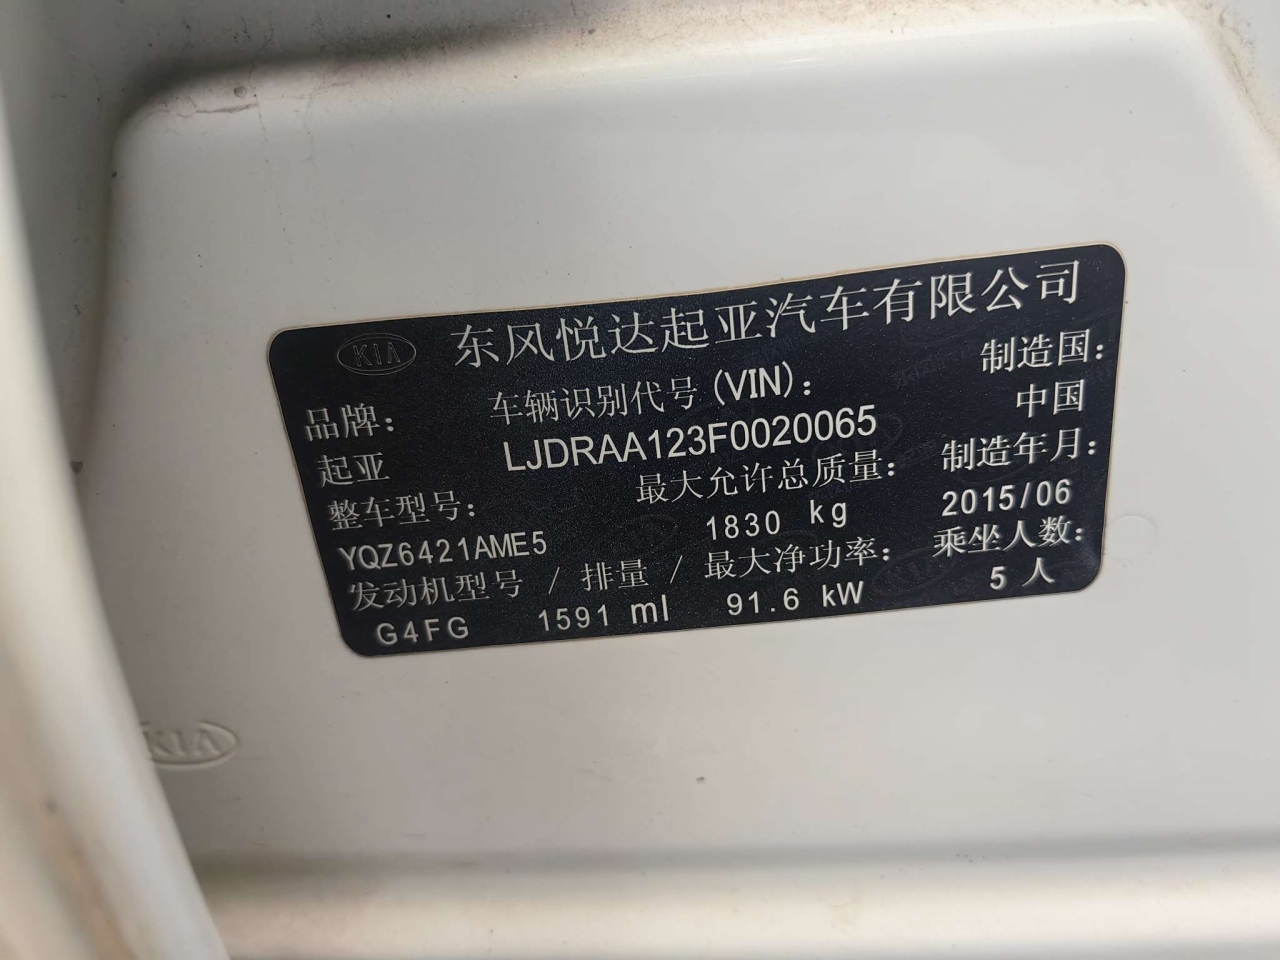 KIA 东风悦达起亚汽车有限公司
品牌: 车辆识别代号(VIN): 制造国:
起亚 LJDRAA123F0020065 中国
整车型号: 最大允许总质量: 制造年月:
YQZ6421AME5 1830 kg 2015/06
发动机型号 / 排量 / 最大净功率: 乘坐人数:
G4FG 1591 ml 91.6 kW 5 人
KIA